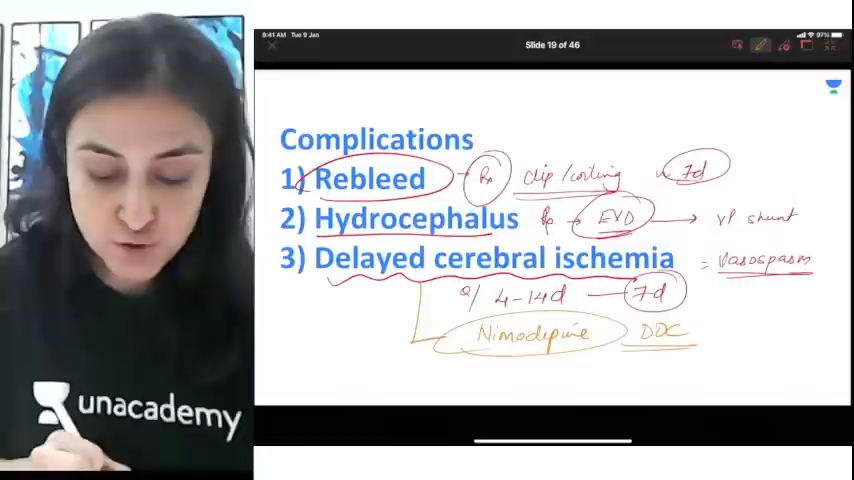 9:41 AM Tue 9 Jan
Slide 19 of 46
97%
Complications
1) Rebleed → Rx clip/coiling 7d
2) Hydrocephalus Rx → EVD → VP shunt
3) Delayed cerebral ischemia = Vasospasm
4-14d — 7d
Nimodipine DOC
unacademy